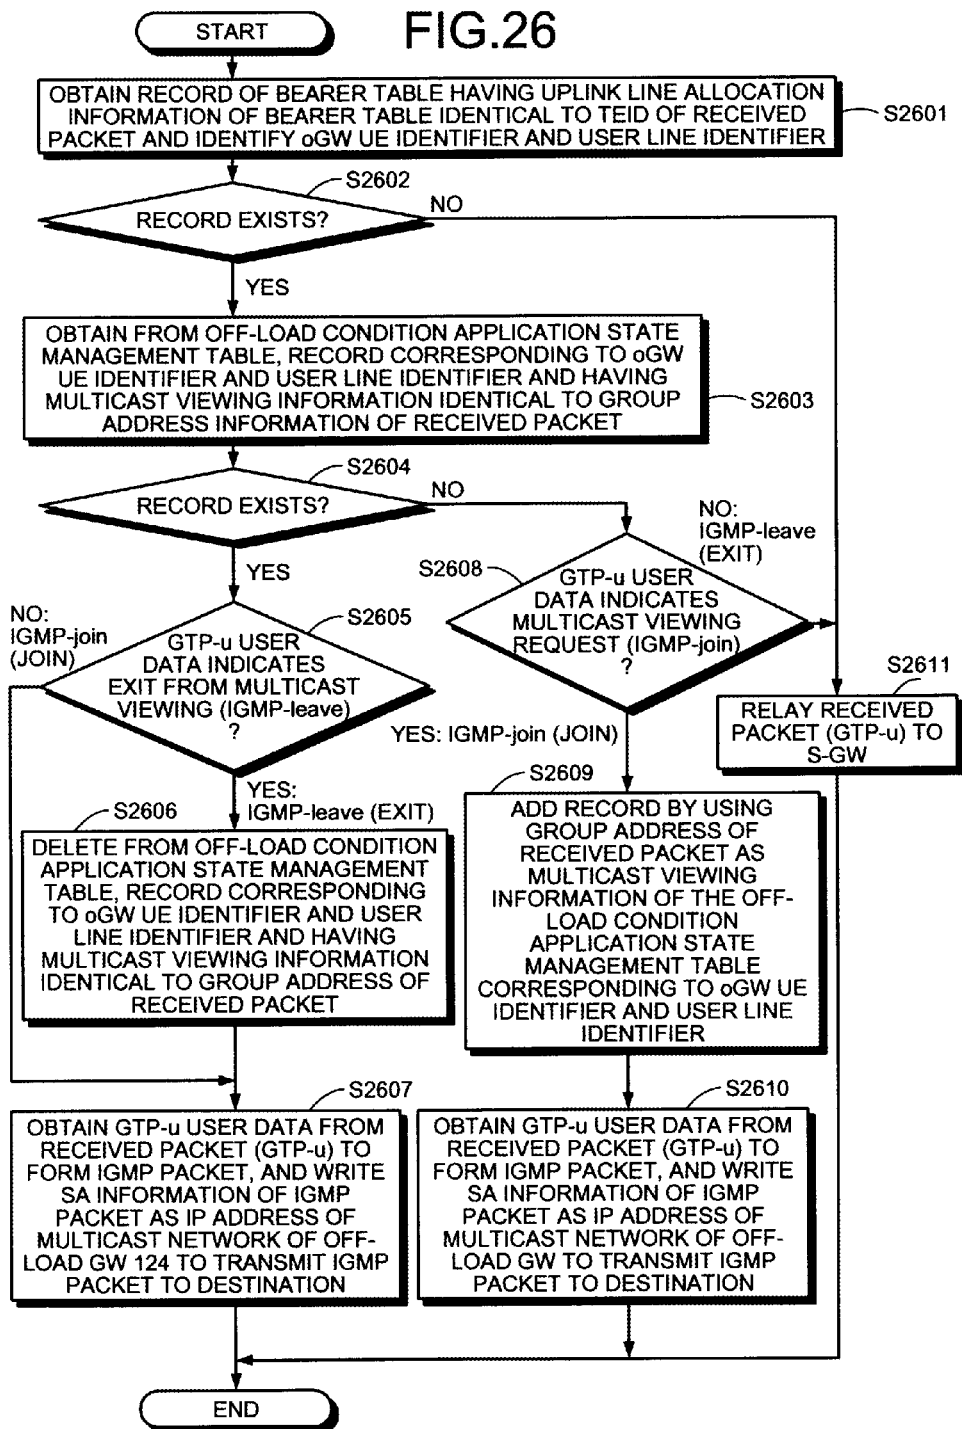 START
FIG.26
OBTAIN RECORD OF BEARER TABLE HAVING UPLINK LINE ALLOCATION
INFORMATION OF BEARER TABLE IDENTICAL TO TEID OF RECEIVED
PACKET AND IDENTIFY oGW UE IDENTIFIER AND USER LINE IDENTIFIER
S2601
S2602
RECORD EXISTS?
NO
YES
OBTAIN FROM OFF-LOAD CONDITION APPLICATION STATE
MANAGEMENT TABLE, RECORD CORRESPONDING TO oGW
UE IDENTIFIER AND USER LINE IDENTIFIER AND HAVING
MULTICAST VIEWING INFORMATION IDENTICAL TO GROUP
ADDRESS INFORMATION OF RECEIVED PACKET
S2603
S2604
RECORD EXISTS?
NO
YES
NO:
IGMP-leave
(EXIT)
S2608
GTP-u USER
DATA INDICATES
MULTICAST VIEWING
REQUEST (IGMP-join)
?
NO:
IGMP-join
(JOIN)
S2605
GTP-u USER
DATA INDICATES
EXIT FROM MULTICAST
VIEWING (IGMP-leave)
?
YES: IGMP-join (JOIN)
S2611
RELAY RECEIVED
PACKET (GTP-u) TO
S-GW
YES:
IGMP-leave (EXIT)
S2606
DELETE FROM OFF-LOAD CONDITION
APPLICATION STATE MANAGEMENT
TABLE, RECORD CORRESPONDING
TO oGW UE IDENTIFIER AND USER
LINE IDENTIFIER AND HAVING
MULTICAST VIEWING INFORMATION
IDENTICAL TO GROUP ADDRESS OF
RECEIVED PACKET
S2609
ADD RECORD BY USING
GROUP ADDRESS OF
RECEIVED PACKET AS
MULTICAST VIEWING
INFORMATION OF THE OFF-
LOAD CONDITION
APPLICATION STATE
MANAGEMENT TABLE
CORRESPONDING TO oGW UE
IDENTIFIER AND USER LINE
IDENTIFIER
S2607
OBTAIN GTP-u USER DATA FROM
RECEIVED PACKET (GTP-u) TO
FORM IGMP PACKET, AND WRITE
SA INFORMATION OF IGMP
PACKET AS IP ADDRESS OF
MULTICAST NETWORK OF OFF-
LOAD GW 124 TO TRANSMIT IGMP
PACKET TO DESTINATION
S2610
OBTAIN GTP-u USER DATA FROM
RECEIVED PACKET (GTP-u) TO
FORM IGMP PACKET, AND WRITE
SA INFORMATION OF IGMP
PACKET AS IP ADDRESS OF
MULTICAST NETWORK OF OFF-
LOAD GW TO TRANSMIT IGMP
PACKET TO DESTINATION
END